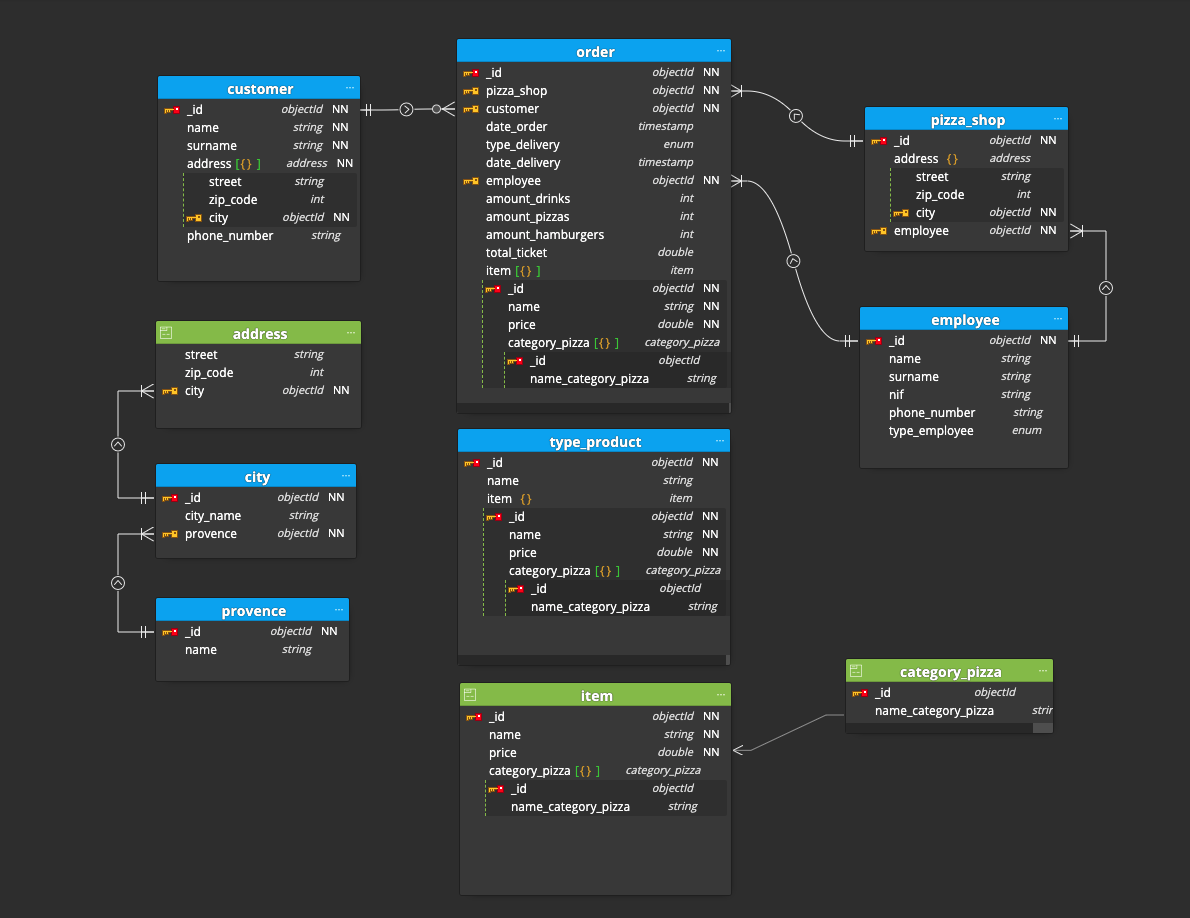 customer ...
_id objectId NN
name string NN
surname string NN
address [{} ] address NN
street string
zip_code int
city objectId NN
phone_number string
address ...
street string
zip_code int
city objectId NN
city ...
_id objectId NN
city_name string
provence objectId NN
provence ...
_id objectId NN
name string
order ...
_id objectId NN
pizza_shop objectId NN
customer objectId NN
date_order timestamp
type_delivery enum
date_delivery timestamp
employee objectId NN
amount_drinks int
amount_pizzas int
amount_hamburgers int
total_ticket double
item [{} ] item
_id objectId NN
name string NN
price double NN
category_pizza [{} ] category_pizza
_id objectId
name_category_pizza string
type_product ...
_id objectId NN
name string
item {} item
_id objectId NN
name string NN
price double NN
category_pizza [{} ] category_pizza
_id objectId
name_category_pizza string
item ...
_id objectId NN
name string NN
price double NN
category_pizza [{} ] category_pizza
_id objectId
name_category_pizza string
pizza_shop ...
_id objectId NN
address {} address
street string
zip_code int
city objectId NN
employee objectId NN
employee ...
_id objectId NN
name string
surname string
nif string
phone_number string
type_employee enum
category_pizza ...
_id objectId
name_category_pizza strin